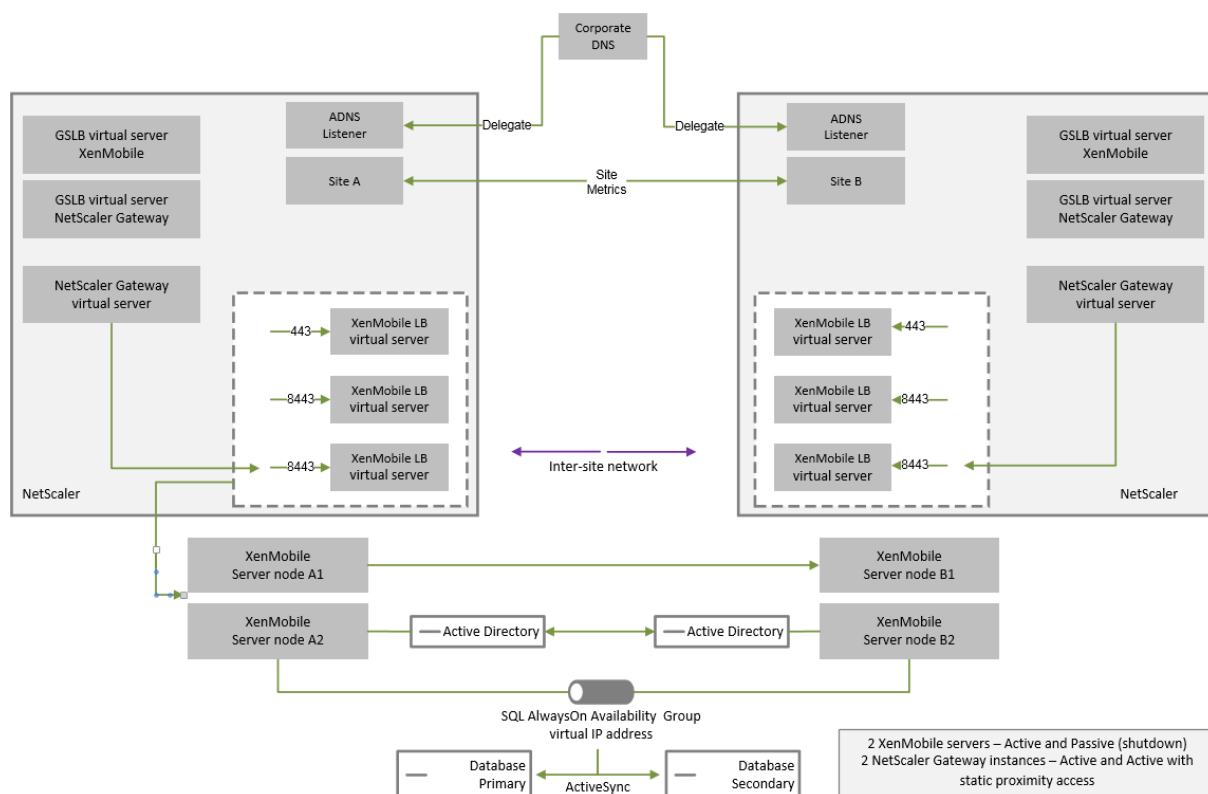 Corporate
DNS
ADNS
Listener
Delegate
Delegate
ADNS
Listener
GSLB virtual server
XenMobile
GSLB virtual server
XenMobile
Site A
Site
Metrics
Site B
GSLB virtual server
NetScaler Gateway
GSLB virtual server
NetScaler Gateway
NetScaler Gateway
virtual server
NetScaler Gateway
virtual server
443
XenMobile LB
virtual server
XenMobile LB
virtual server
443
8443
XenMobile LB
virtual server
XenMobile LB
virtual server
8443
8443
XenMobile LB
virtual server
Inter-site network
XenMobile LB
virtual server
8443
NetScaler
NetScaler
XenMobile
Server node A1
XenMobile
Server node B1
XenMobile
Server node A2
Active Directory
Active Directory
XenMobile
Server node B2
SQL AlwaysOn Availability Group
virtual IP address
Database
Primary
ActiveSync
Database
Secondary
2 XenMobile servers – Active and Passive (shutdown)
2 NetScaler Gateway instances – Active and Active with
static proximity access